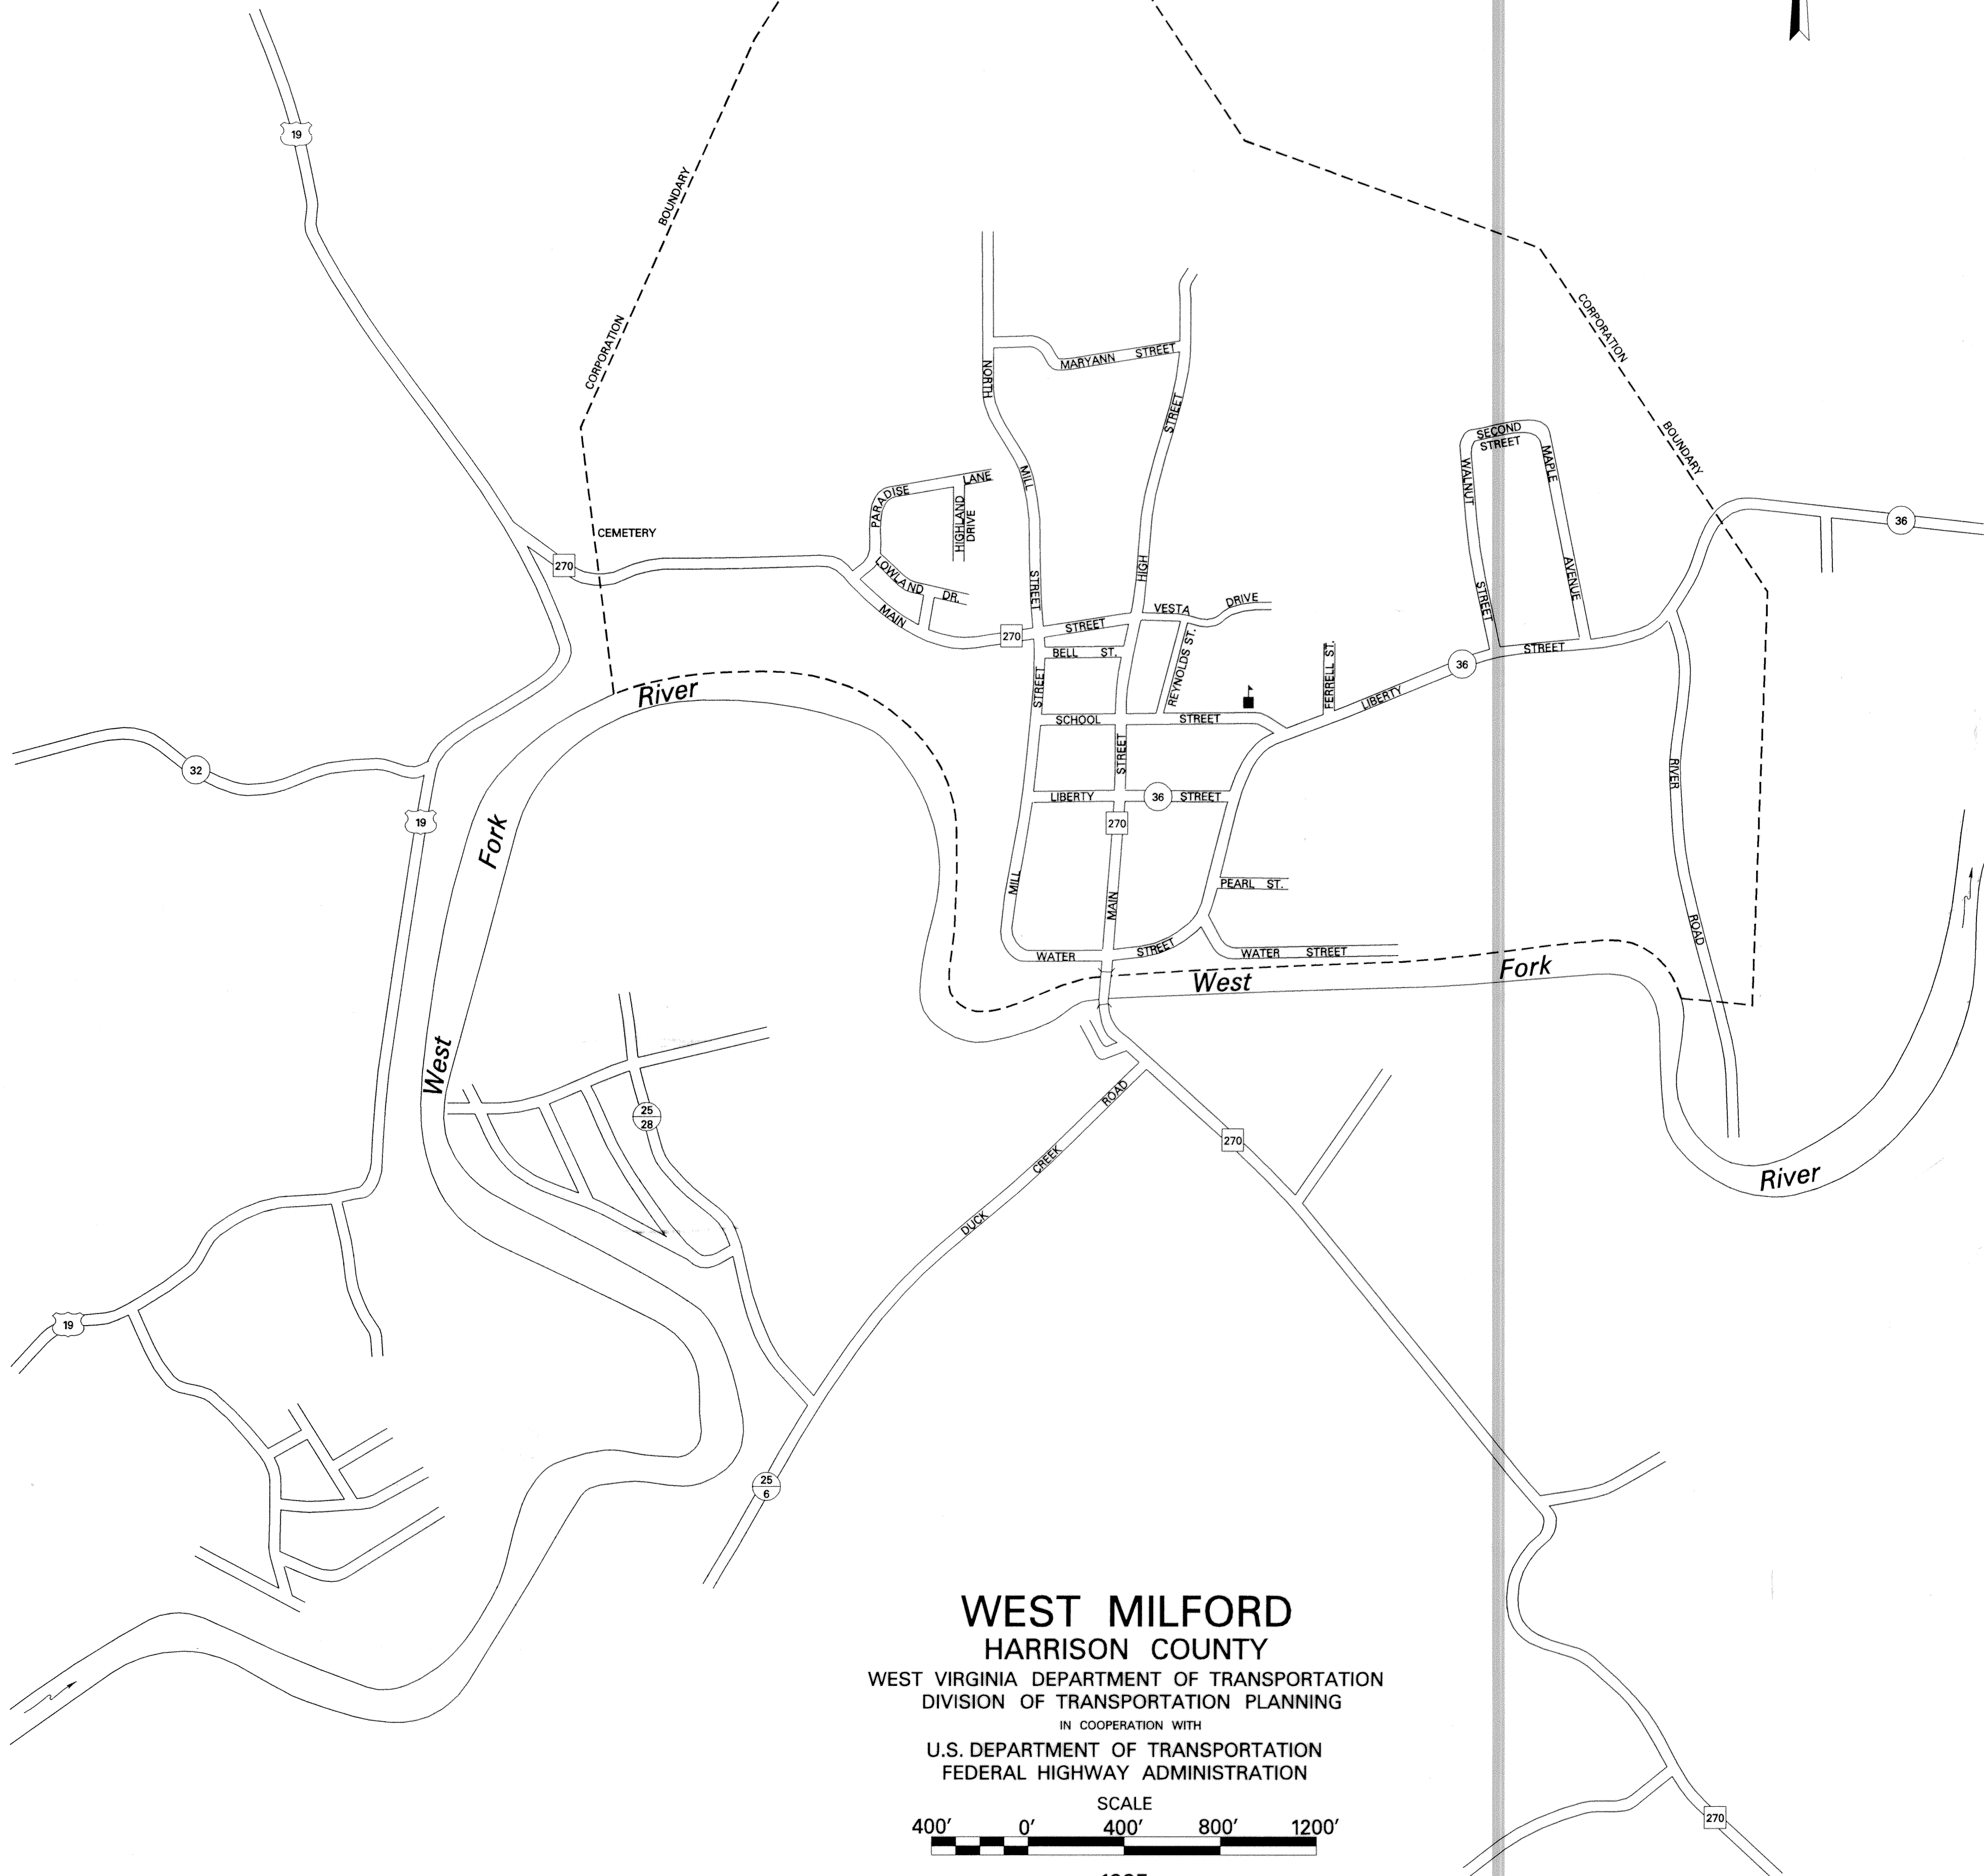 19
BOUNDARY
CORPORATION
CORPORATION
BOUNDARY
MARYANN STREET
NORTH
MILL
STREET
STREET
HIGH
SECOND
STREET
WALNUT
STREET
MAPLE
AVENUE
36
PARADISE LANE
HIGHLAND
DRIVE
CEMETERY
270
LOWLAND DR.
MAIN
270
STREET
VESTA DRIVE
BELL ST.
REYNOLDS ST.
FERRELL ST.
LIBERTY
36
STREET
STREET
River
SCHOOL STREET
STREET
32
19
LIBERTY
36
STREET
270
RIVER
ROAD
Fork
MILL
MAIN
PEARL ST.
WATER
STREET
WATER STREET
West
Fork
West
River
25
28
ROAD
CREEK
DUCK
270
19
25
6
WEST MILFORD
HARRISON COUNTY
WEST VIRGINIA DEPARTMENT OF TRANSPORTATION
DIVISION OF TRANSPORTATION PLANNING
IN COOPERATION WITH
U.S. DEPARTMENT OF TRANSPORTATION
FEDERAL HIGHWAY ADMINISTRATION
SCALE
400' 0' 400' 800' 1200'
270